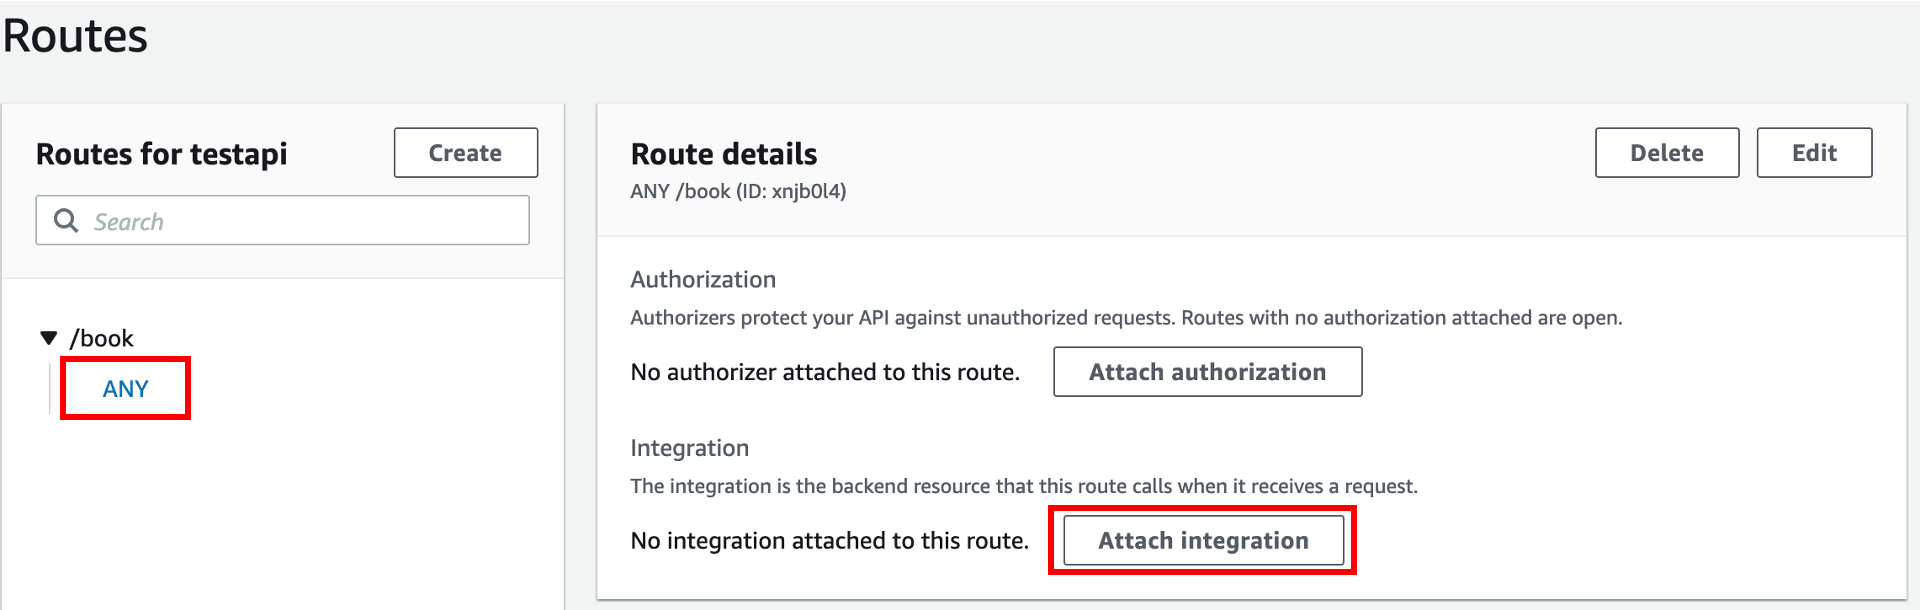 Routes
Routes for testapi
Create
Search
/book
ANY
Route details
ANY /book (ID: xnjb0l4)
Delete
Edit
Authorization
Authorizers protect your API against unauthorized requests. Routes with no authorization attached are open.
No authorizer attached to this route.
Attach authorization
Integration
The integration is the backend resource that this route calls when it receives a request.
No integration attached to this route.
Attach integration